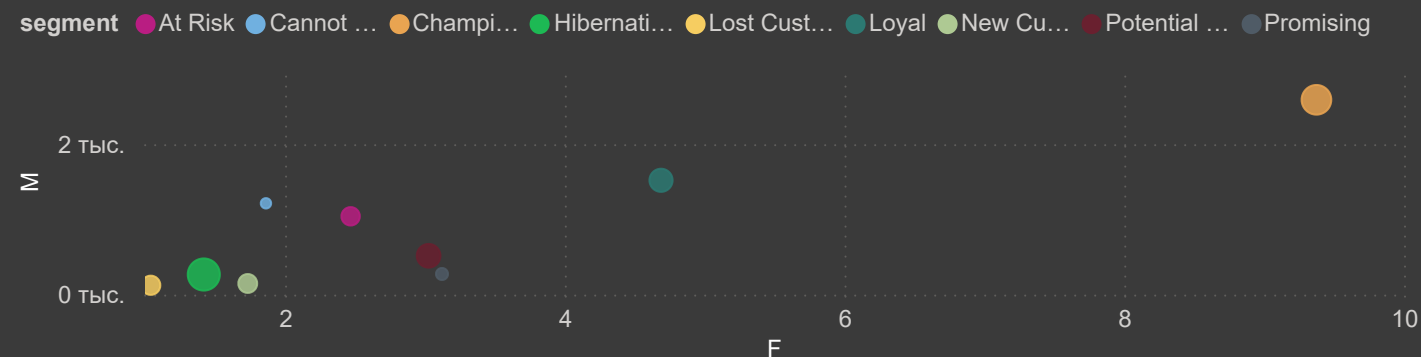 segment At Risk Cannot … Champi… Hibernati… Lost Cust… Loyal New Cu… Potential … Promising
2 тыс.
M
0 тыс.
2 4 6 8 10
F